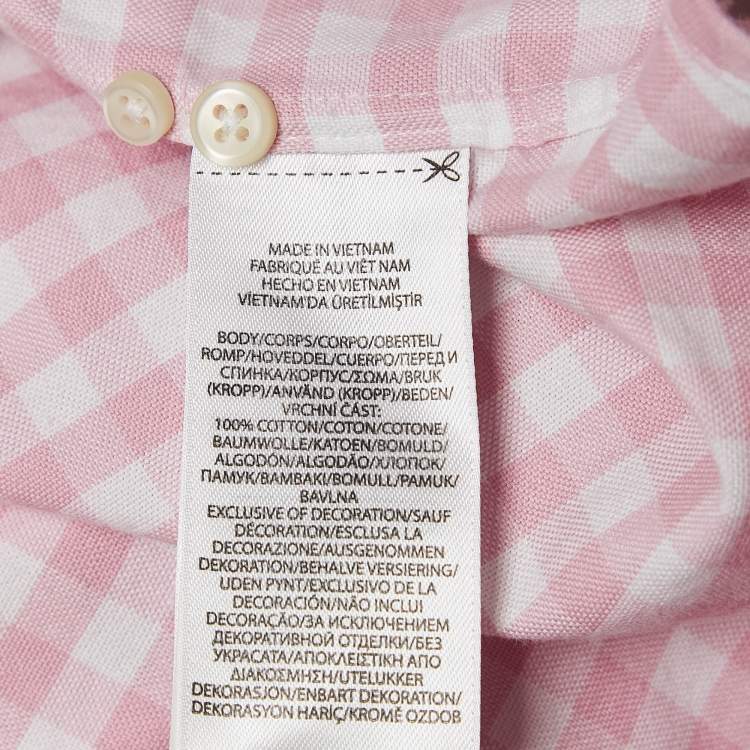 MADE IN VIETNAM
FABRIQUÉ AU VIÊT NAM
HECHO EN VIETNAM
VİETNAM'DA ÜRETİLMİŞTİR
BODY/CORPS/CORPO/OBERTEIL/
ROMP/HOVEDDEL/CUERPO/ПЕРЕД И
СПИНКА/КОРПУС/ΣΩΜΑ/BRUK
(KROPP)/ANVÄND (KROPP)/BEDEN/
VRCHNÍ ČÁST:
100% COTTON/COTON/COTONE/
BAUMWOLLE/KATOEN/BOMULD/
ALGODÓN/ALGODÃO/ХЛОПОК/
ПАМУК/ΒΑΜΒΑΚΙ/BOMULL/PAMUK/
BAVLNA
EXCLUSIVE OF DECORATION/SAUF
DÉCORATION/ESCLUSA LA
DECORAZIONE/AUSGENOMMEN
DEKORATION/BEHALVE VERSIERING/
UDEN PYNT/EXCLUSIVO DE LA
DECORACIÓN/NÃO INCLUI
DECORAÇÃO/ЗА ИСКЛЮЧЕНИЕМ
ДЕКОРАТИВНОЙ ОТДЕЛКИ/БЕЗ
УКРАСАТА/ΑΠΟΚΛΕΙΣΤΙΚΗ ΑΠΟ
ΔΙΑΚΟΣΜΗΣΗ/UTELUKKER
DEKORASJON/ENBART DEKORATION/
DEKORASYON HARİÇ/KROMĚ OZDOB